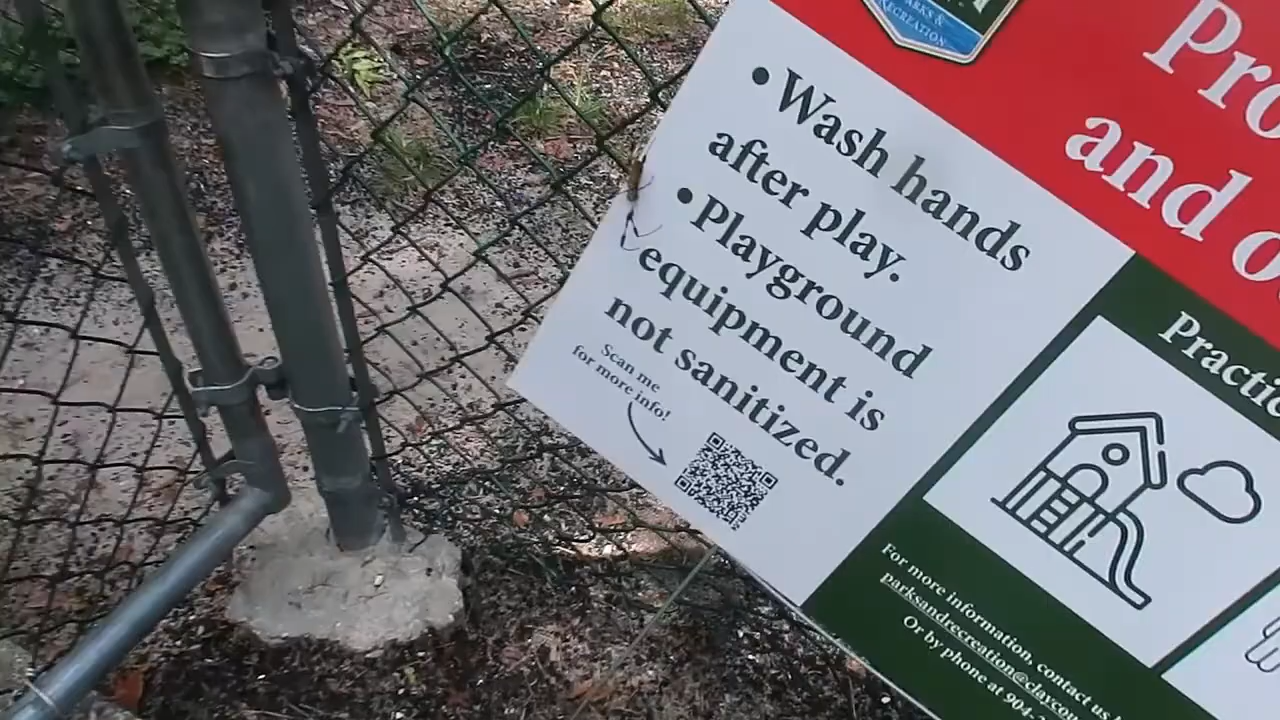 PARKS &
RECREATION
Pro
and o
• Wash hands
after play.
• Playground
equipment is
not sanitized.
Scan me
for more info!
Practic
For more information, contact us
parksandrecreation@claycou
Or by phone at 904-